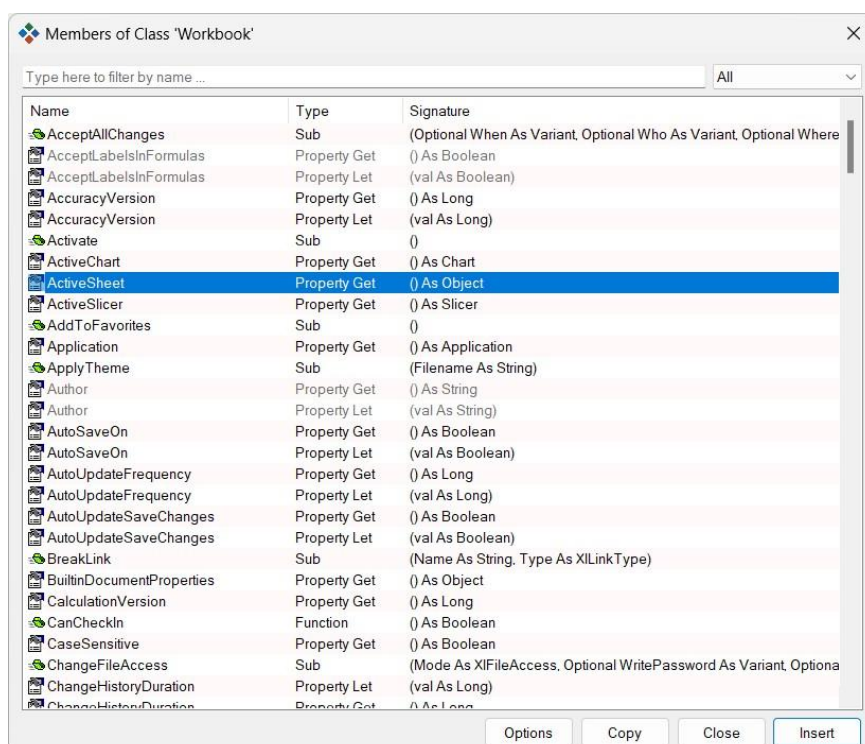 Members of Class 'Workbook'
Type here to filter by name ... All
Name Type Signature
AcceptAllChanges Sub (Optional When As Variant, Optional Who As Variant, Optional Where
AcceptLabelsInFormulas Property Get () As Boolean
AcceptLabelsInFormulas Property Let (val As Boolean)
AccuracyVersion Property Get () As Long
AccuracyVersion Property Let (val As Long)
Activate Sub ()
ActiveChart Property Get () As Chart
ActiveSheet Property Get () As Object
ActiveSlicer Property Get () As Slicer
AddToFavorites Sub ()
Application Property Get () As Application
ApplyTheme Sub (Filename As String)
Author Property Get () As String
Author Property Let (val As String)
AutoSaveOn Property Get () As Boolean
AutoSaveOn Property Let (val As Boolean)
AutoUpdateFrequency Property Get () As Long
AutoUpdateFrequency Property Let (val As Long)
AutoUpdateSaveChanges Property Get () As Boolean
AutoUpdateSaveChanges Property Let (val As Boolean)
BreakLink Sub (Name As String, Type As XlLinkType)
BuiltinDocumentProperties Property Get () As Object
CalculationVersion Property Get () As Long
CanCheckIn Function () As Boolean
CaseSensitive Property Get () As Boolean
ChangeFileAccess Sub (Mode As XlFileAccess, Optional WritePassword As Variant, Optiona
ChangeHistoryDuration Property Let (val As Long)
ChangeHistoryDuration Property Get () As Long
Options Copy Close Insert